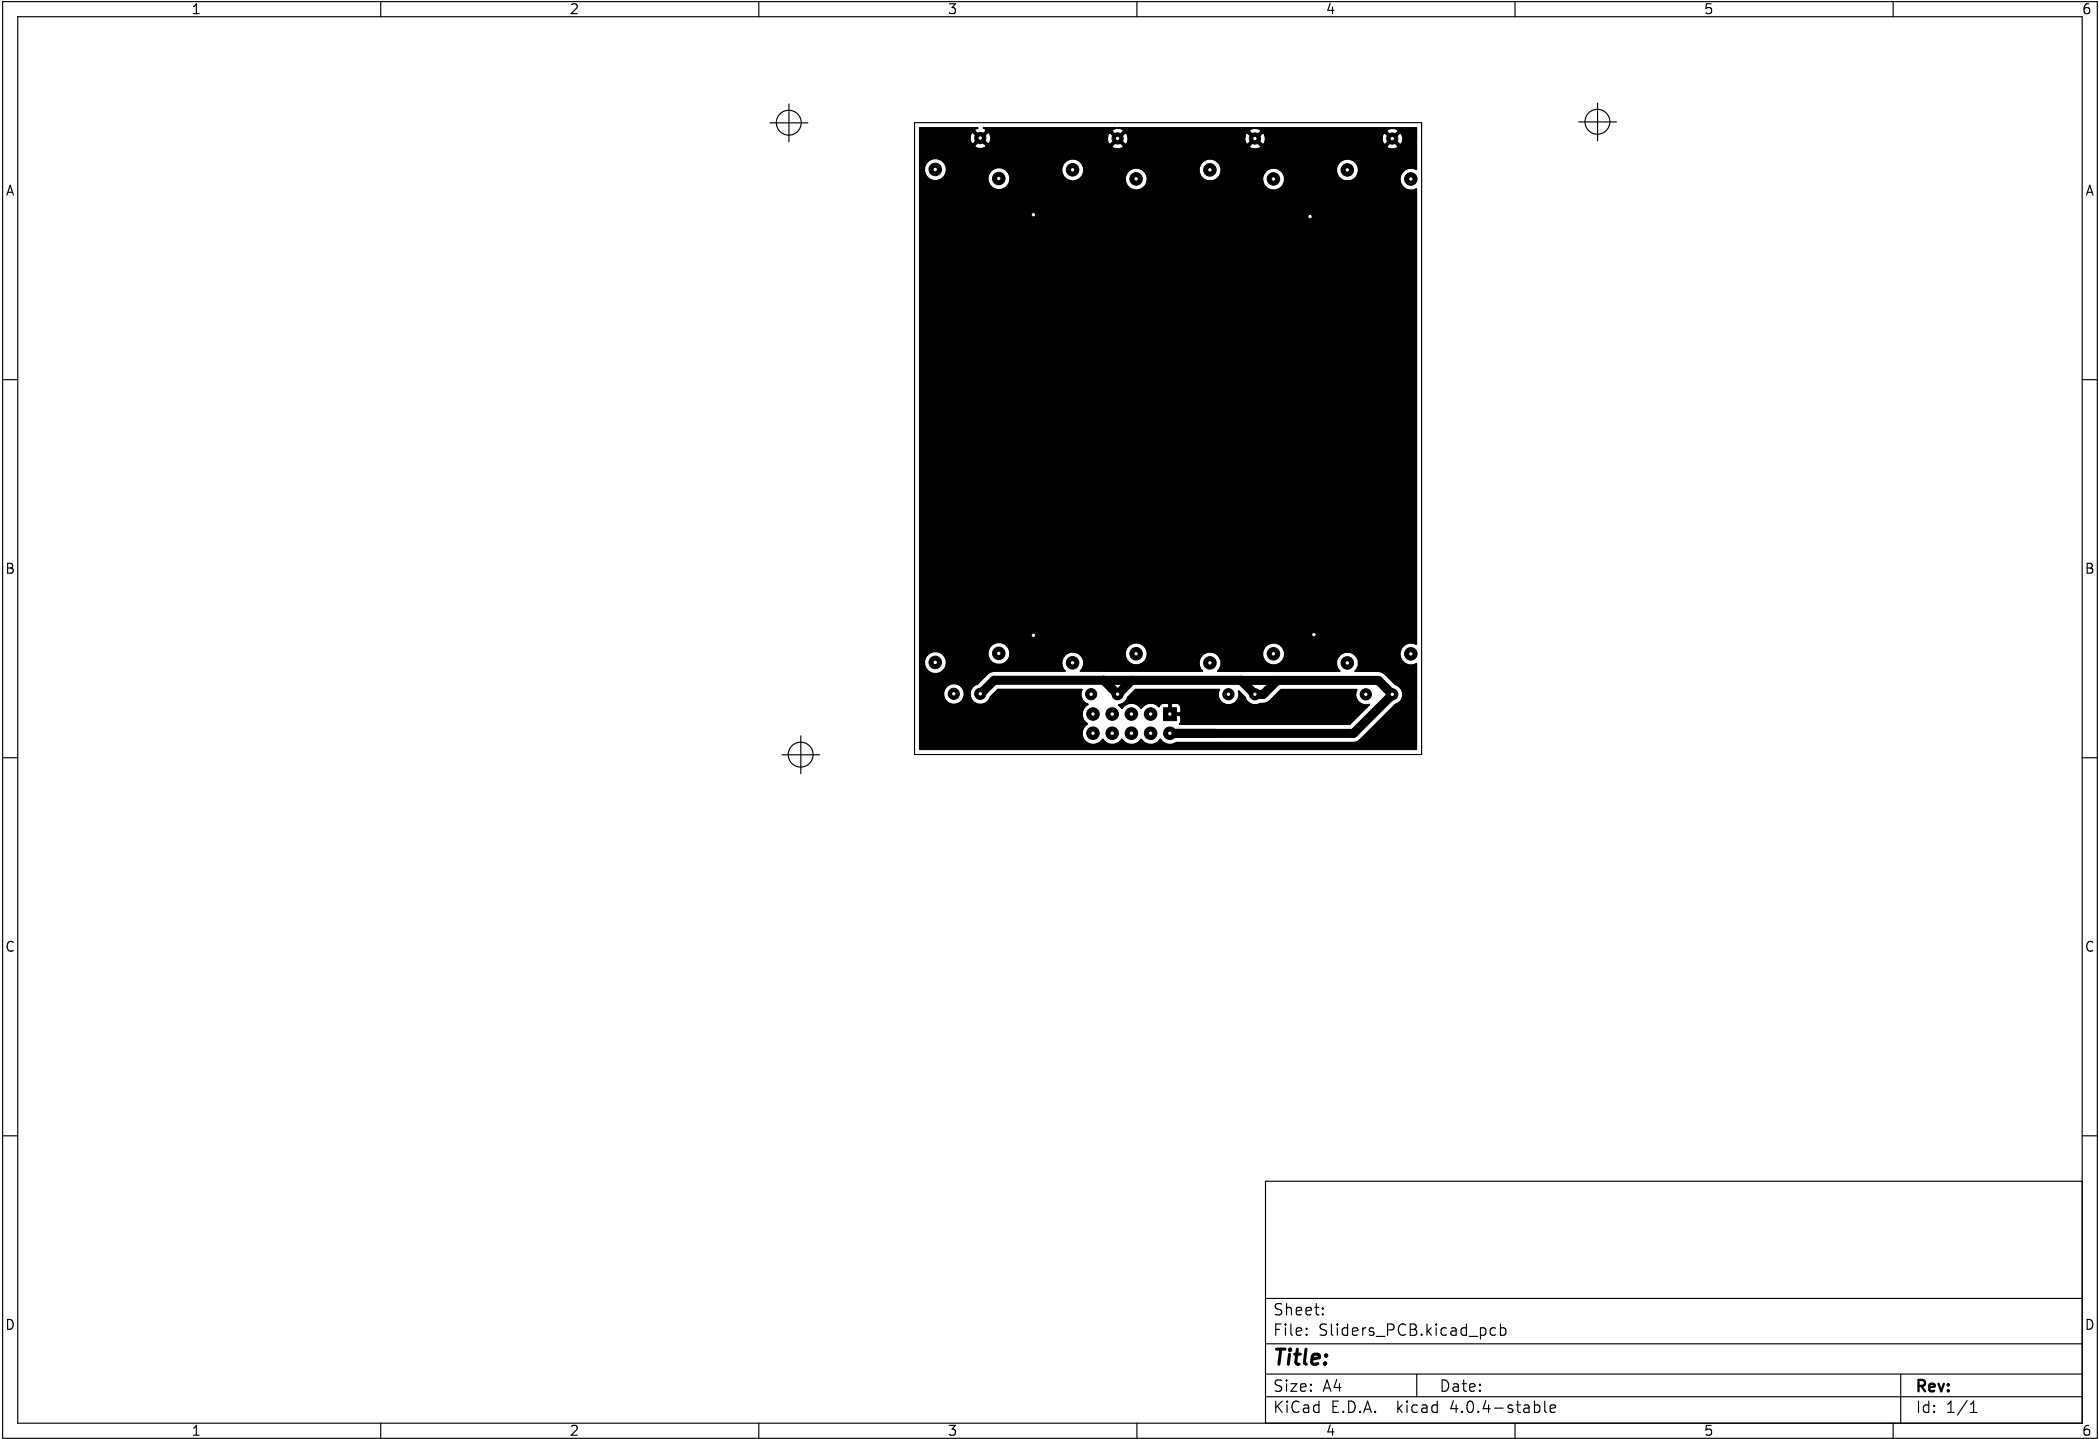 1 2 3 4 5 6
A A
B B
C C
Sheet:
File: Sliders_PCB.kicad_pcb
D D
Title:
Size: A4 Date: Rev:
KiCad E.D.A. kicad 4.0.4-stable Id: 1/1
1 2 3 4 5 6